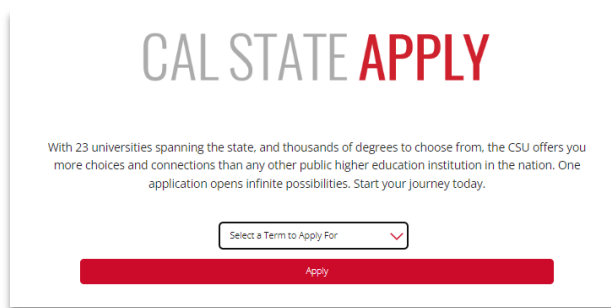 CAL STATE APPLY
With 23 universities spanning the state, and thousands of degrees to choose from, the CSU offers you
more choices and connections than any other public higher education institution in the nation. One
application opens infinite possibilities. Start your journey today.
Select a Term to Apply For
Apply